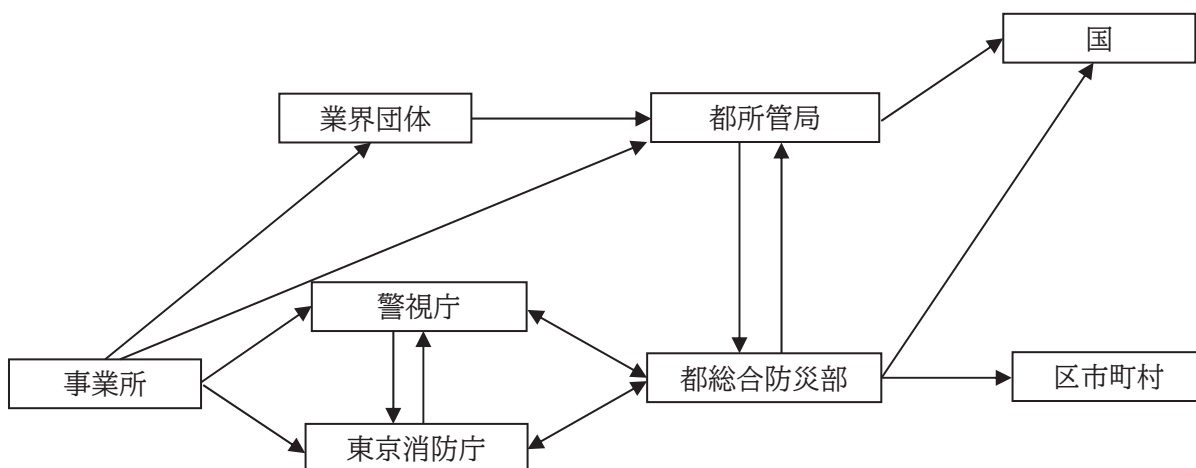 国
業界団体
都所管局
警視庁
事業所
都総合防災部
区市町村
東京消防庁